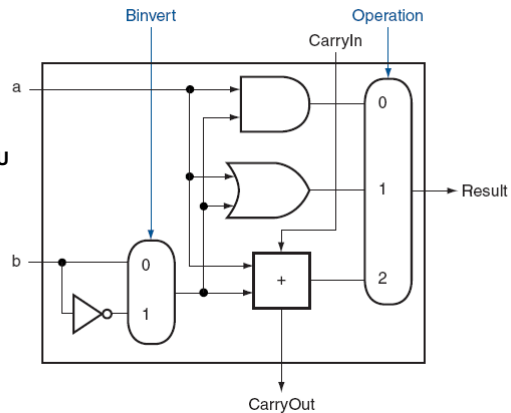 Binvert
Operation
CarryIn
a
0
U
1
Result
b
0
+
2
1
CarryOut